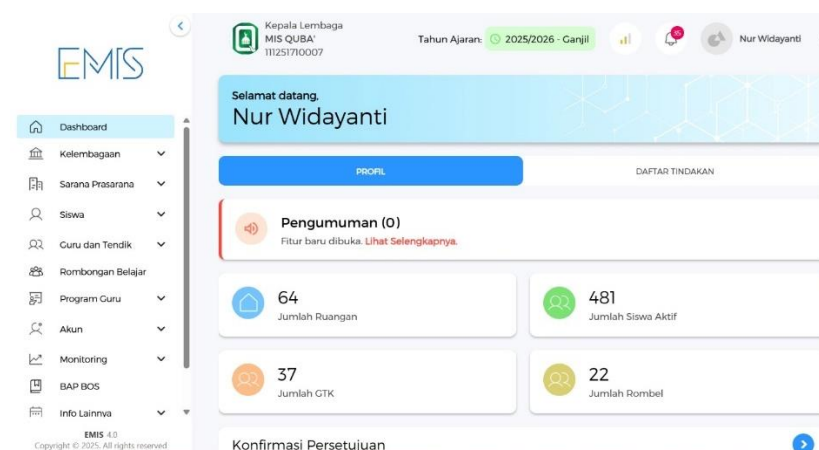 EMIS
Kepala Lembaga
MIS QUBA'
111251710007
Tahun Ajaran: 2025/2026 - Ganjil
35
Nur Widayanti
Selamat datang,
Nur Widayanti
PROFIL
DAFTAR TINDAKAN
Pengumuman (0)
Fitur baru dibuka. Lihat Selengkapnya.
64
Jumlah Ruangan
481
Jumlah Siswa Aktif
37
Jumlah GTK
22
Jumlah Rombel
Konfirmasi Persetujuan
Dashboard
Kelembagaan
Sarana Prasarana
Siswa
Guru dan Tendik
Rombongan Belajar
Program Guru
Akun
Monitoring
BAP BOS
Info Lainnya
EMIS 4.0
Copyright © 2025. All rights reserved